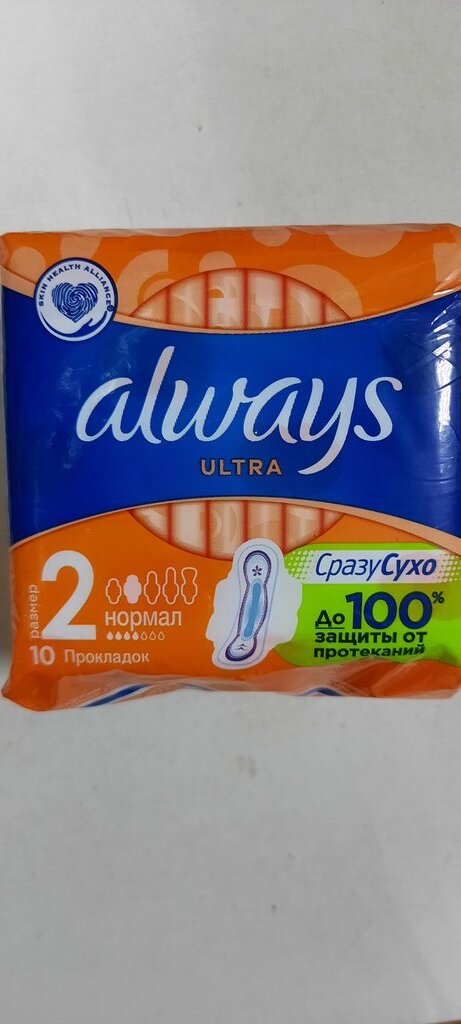 SKIN HEALTH ALLIANCE
always
ULTRA
СразуСухо
размер
2
нормал
До 100%
защиты от
протеканий
10 Прокладок